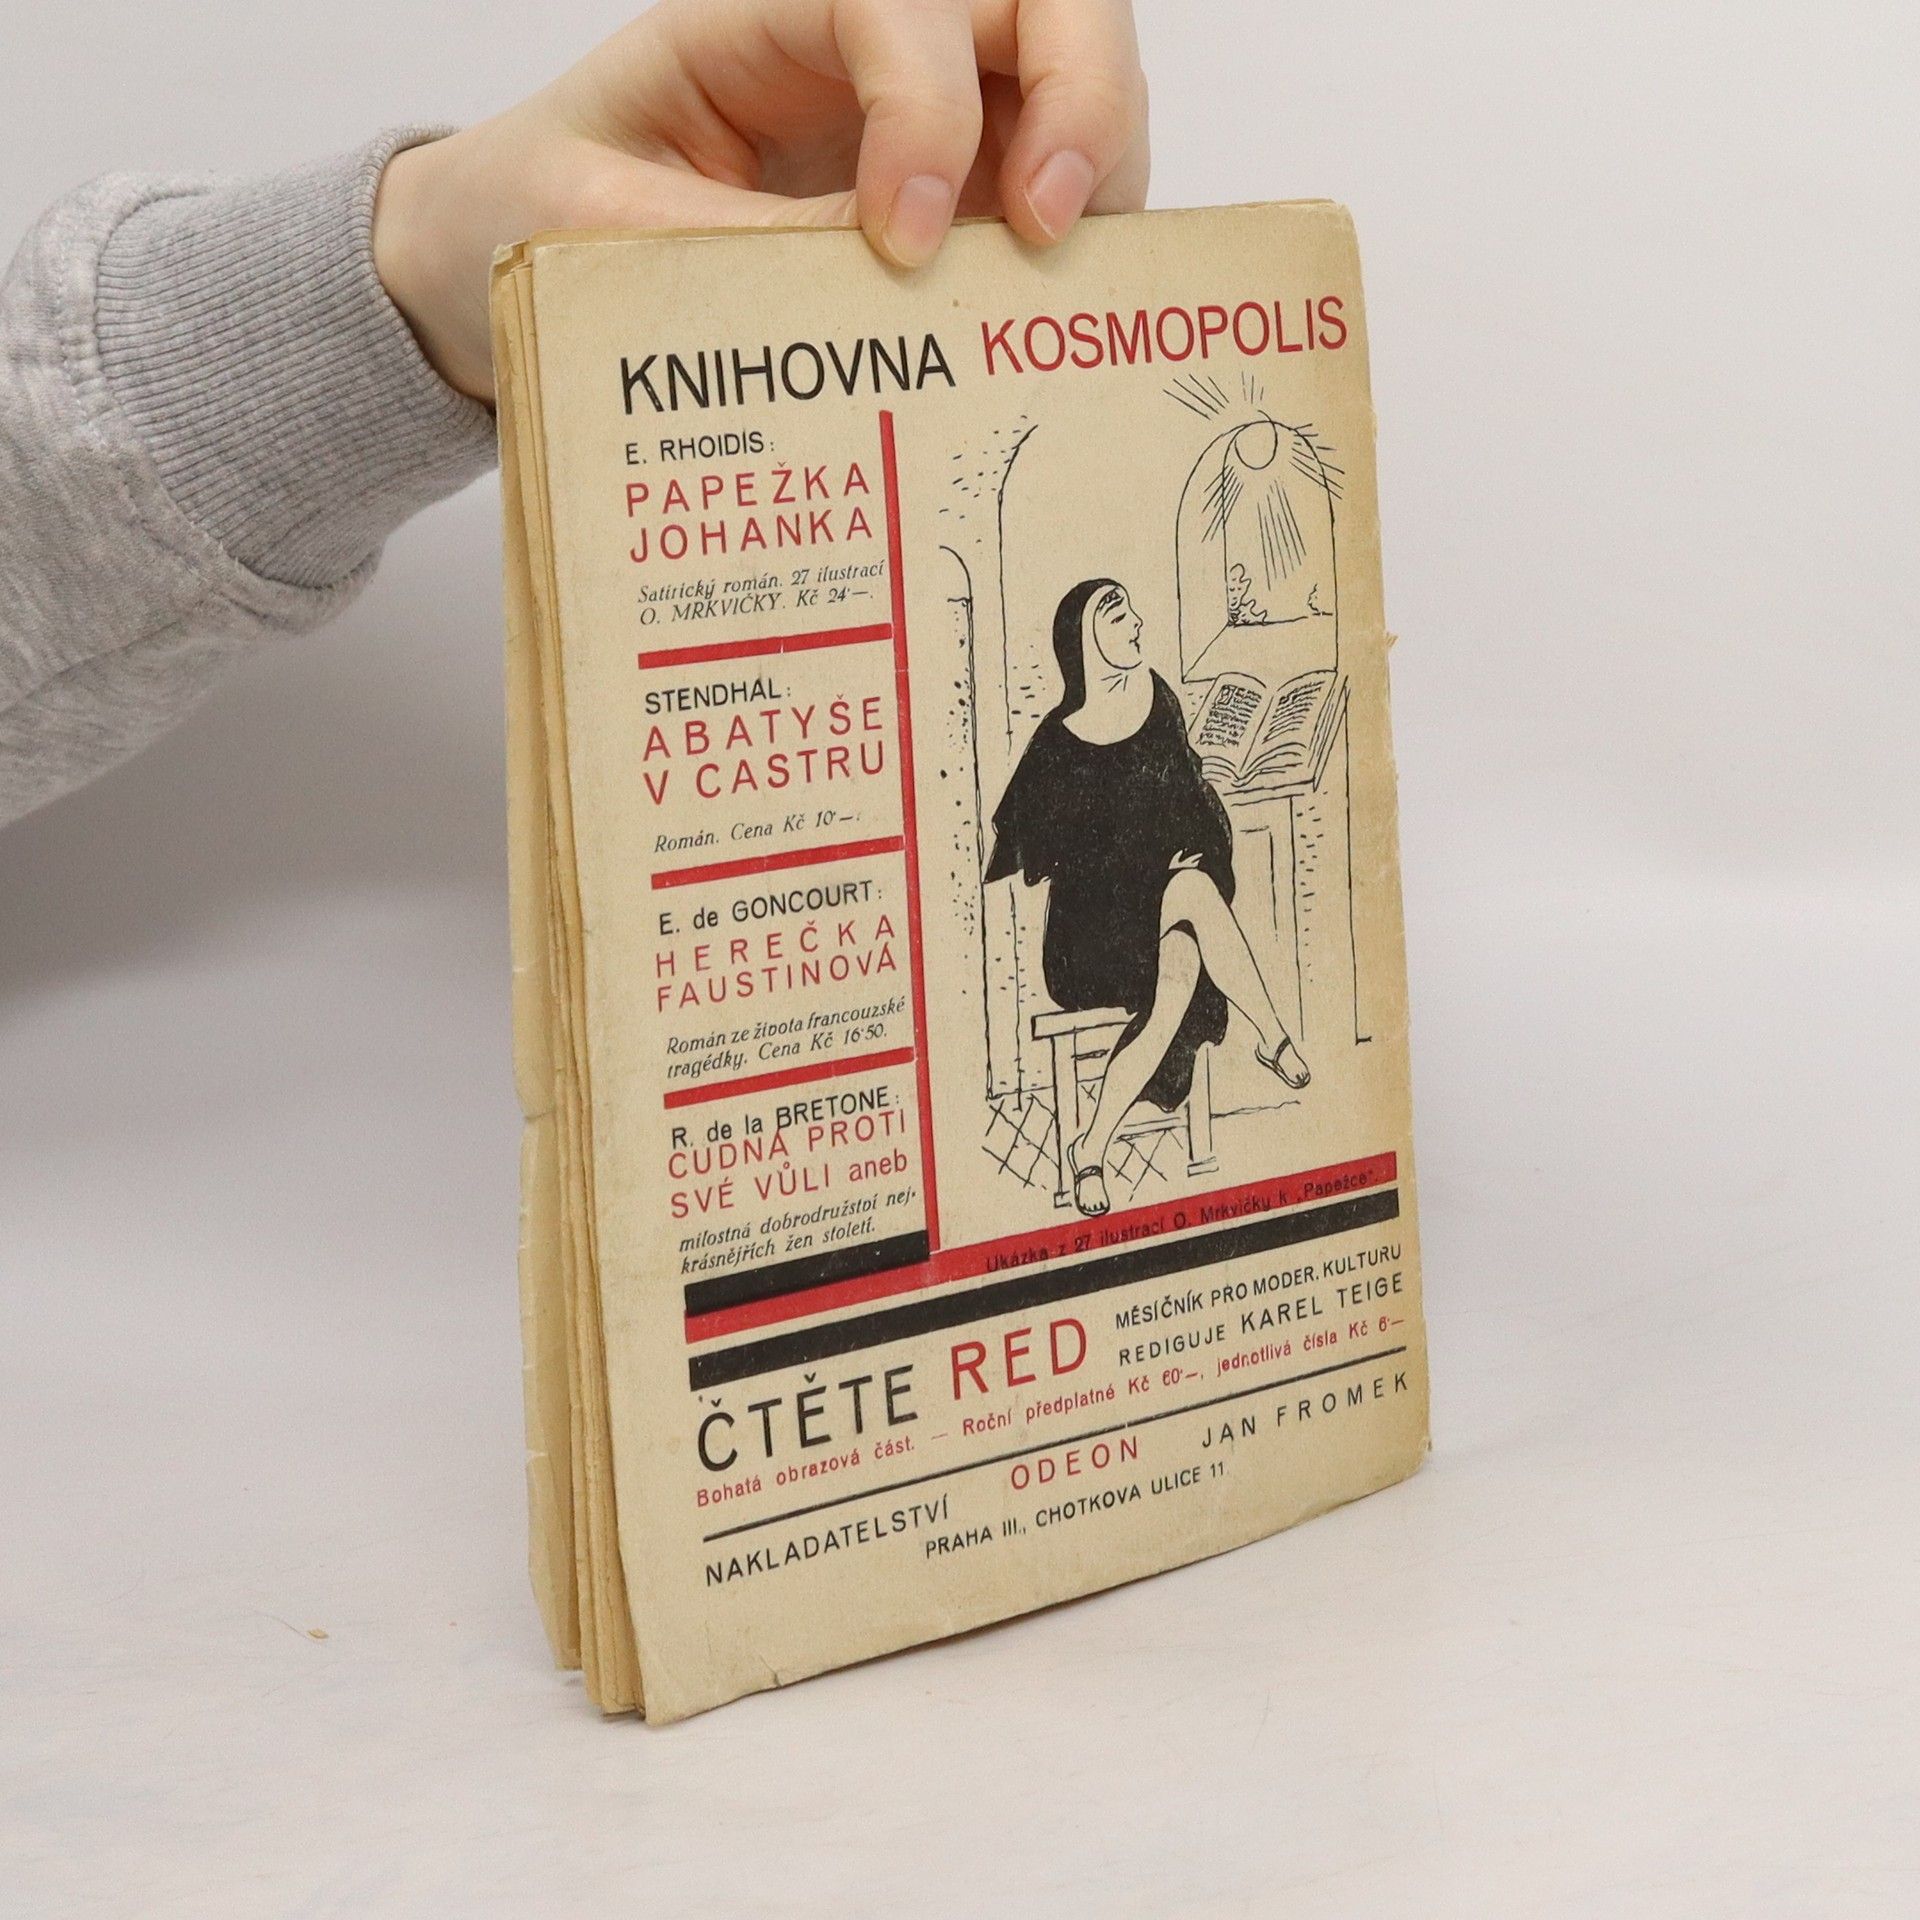 KNIHOVNA KOSMOPOLIS
E. RHOIDIS:
PAPEŽKA
JOHANKA
Satirický román. 27 ilustrací
O. MRKVIČKY. Kč 24·—.
STENDHAL:
ABATYŠE
V CASTRU
Román. Cena Kč 10·—.
E. de GONCOURT:
HEREČKA
FAUSTINOVÁ
Román ze života francouzské
tragédky. Cena Kč 16·50.
R. de la BRETONE:
CUDNÁ PROTI
SVÉ VŮLI aneb
milostná dobrodružství nej-
krásnějších žen století.
Ukázka z 27 ilustrací O. Mrkvičky k „Papežce".
ČTĚTE RED
MĚSÍČNÍK PRO MODER. KULTURU
REDIGUJE KAREL TEIGE
Bohatá obrazová část. — Roční předplatné Kč 60·—, jednotlivá čísla Kč 6·—
NAKLADATELSTVÍ ODEON JAN FROMEK
PRAHA III., CHOTKOVA ULICE 11.